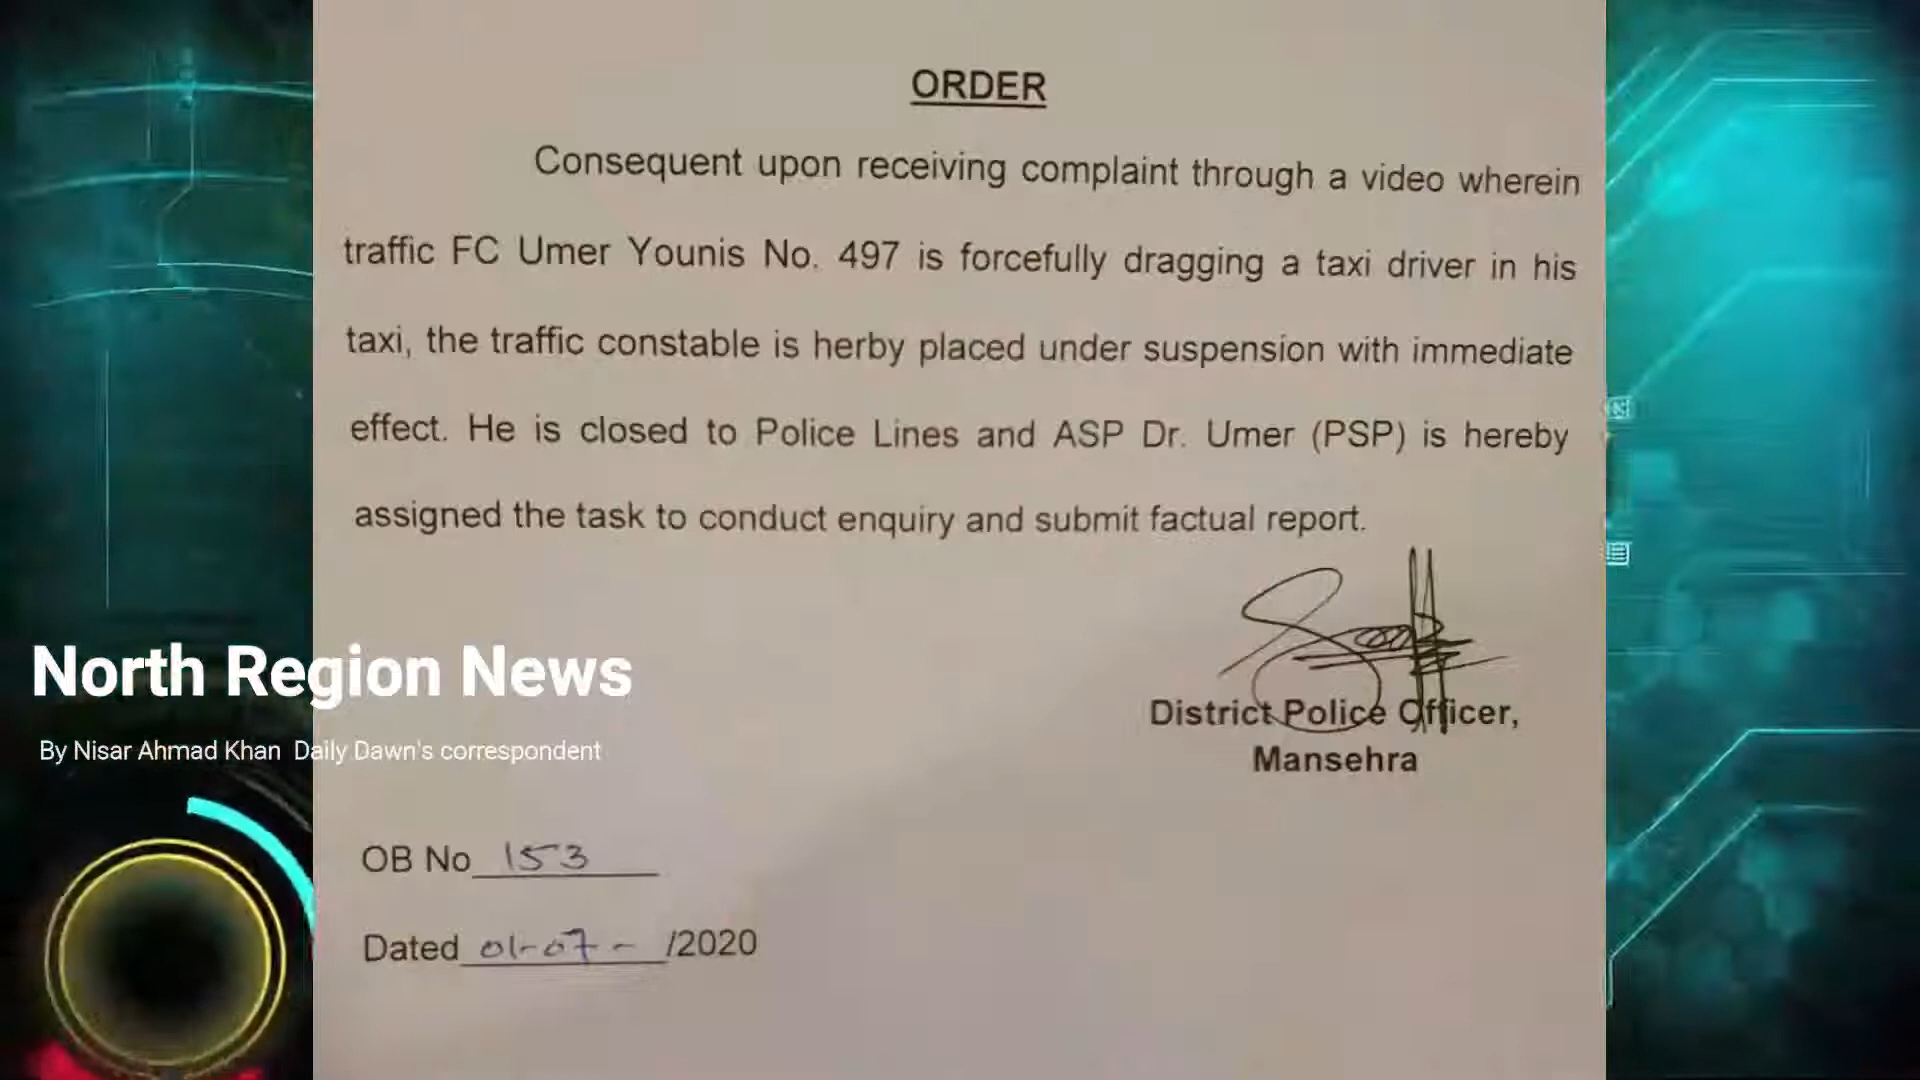 ORDER
Consequent upon receiving complaint through a video wherein
traffic FC Umer Younis No. 497 is forcefully dragging a taxi driver in his
taxi, the traffic constable is herby placed under suspension with immediate
effect. He is closed to Police Lines and ASP Dr. Umer (PSP) is hereby
assigned the task to conduct enquiry and submit factual report.
District Police Officer,
Mansehra
North Region News
By Nisar Ahmad Khan Daily Dawn's correspondent
OB No 153
Dated 01-07- /2020